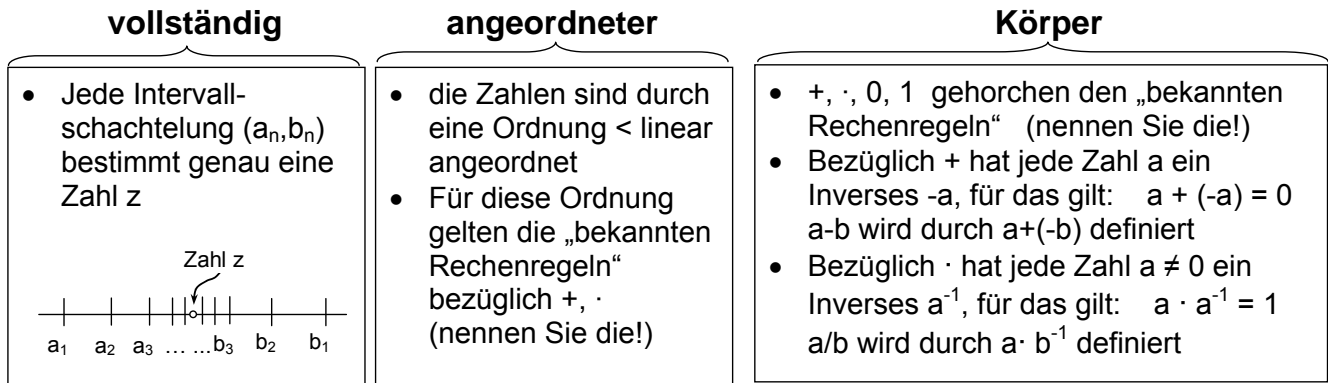 vollständig
• Jede Intervall-
schachtelung (aₙ,bₙ)
bestimmt genau eine
Zahl z
Zahl z
a₁ a₂ a₃ ... ...b₃ b₂ b₁
angeordneter
• die Zahlen sind durch
eine Ordnung < linear
angeordnet
• Für diese Ordnung
gelten die „bekannten
Rechenregeln“
bezüglich +, ·
(nennen Sie die!)
Körper
• +, ·, 0, 1 gehorchen den „bekannten
Rechenregeln“ (nennen Sie die!)
• Bezüglich + hat jede Zahl a ein
Inverses -a, für das gilt: a + (-a) = 0
a-b wird durch a+(-b) definiert
• Bezüglich · hat jede Zahl a ≠ 0 ein
Inverses a⁻¹, für das gilt: a · a⁻¹ = 1
a/b wird durch a· b⁻¹ definiert